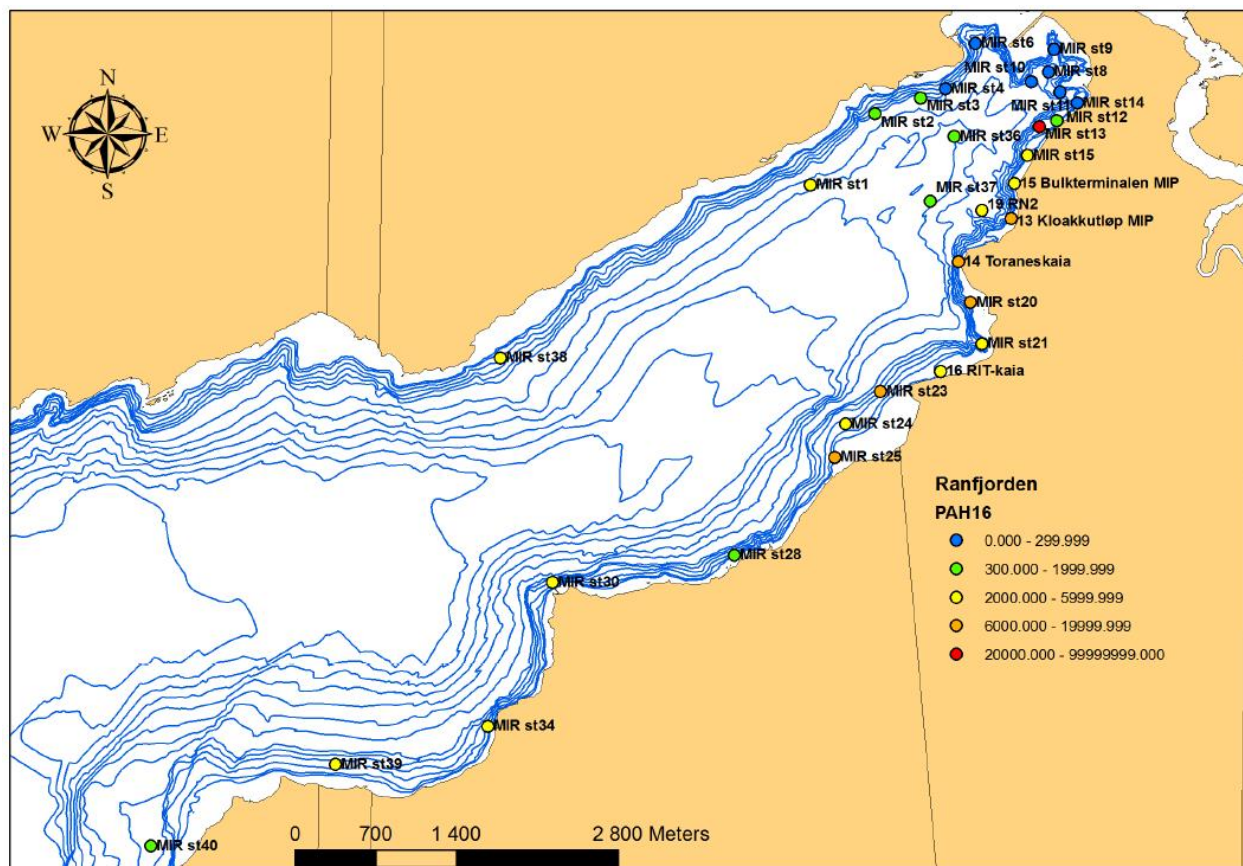 N
W E
S
MIR st6
MIR st9
MIR st10
MIR st8
MIR st4
MIR st3
MIR st11
MIR st14
MIR st2
MIR st12
MIR st13
MIR st36
MIR st15
MIR st1
15 Bulkterminalen MIP
MIR st37
19 RN2
13 Kloakkutløp MIP
14 Toraneskaia
MIR st20
MIR st21
MIR st38
16 RIT-kaia
MIR st23
MIR st24
MIR st25
MIR st28
MIR st30
MIR st34
MIR st39
MIR st40
Ranfjorden
PAH16
0.000 - 299.999
300.000 - 1999.999
2000.000 - 5999.999
6000.000 - 19999.999
20000.000 - 99999999.000
0 700 1 400 2 800 Meters